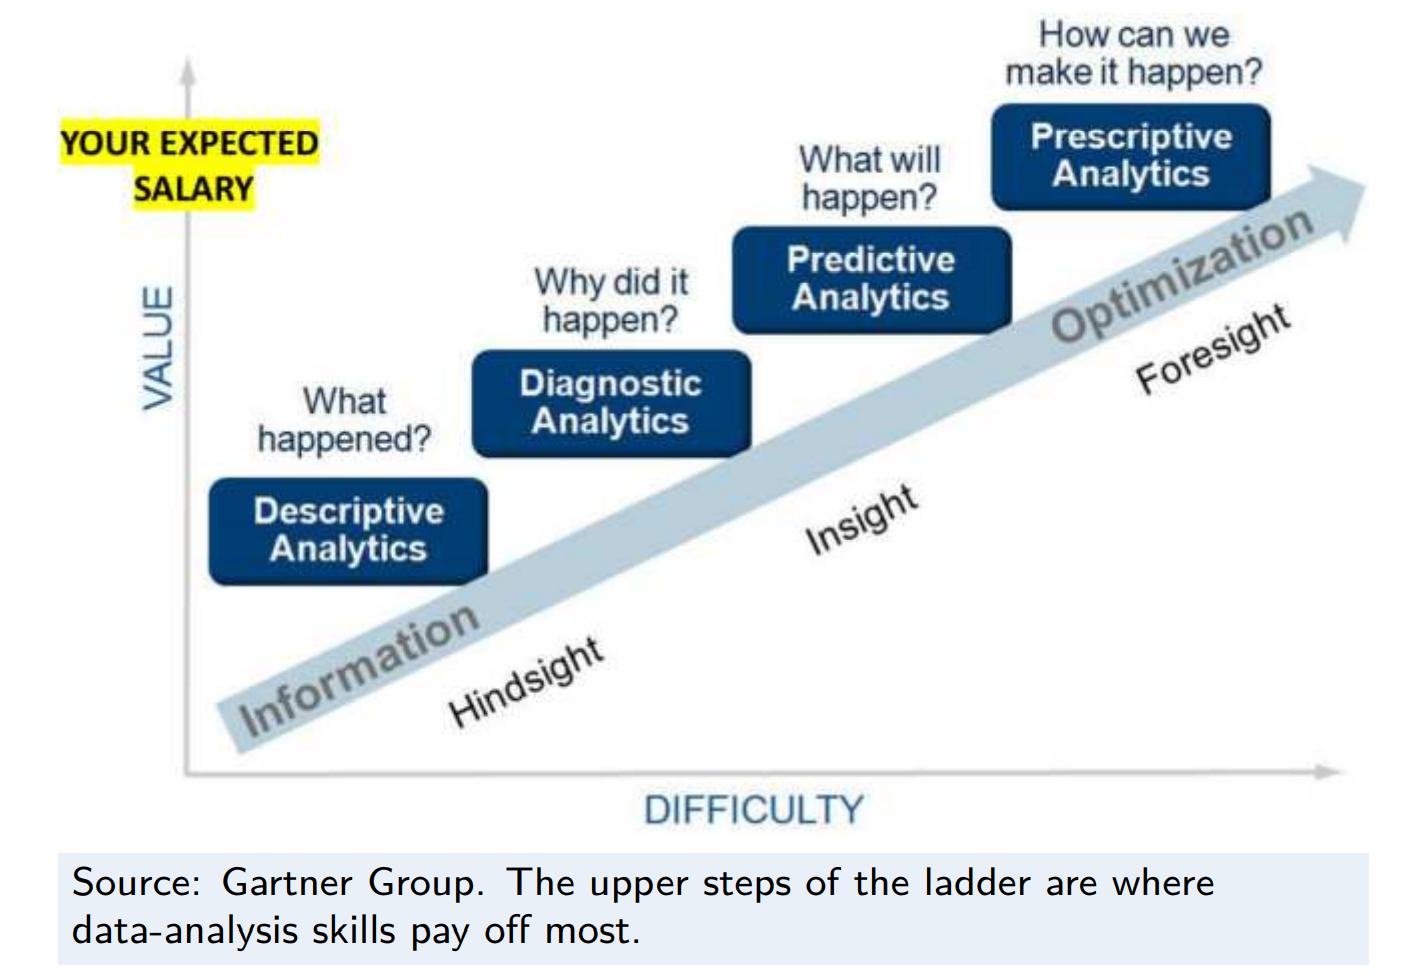 How can we
make it happen?
Prescriptive
Analytics
YOUR EXPECTED
SALARY
What will
happen?
Predictive
Analytics
Why did it
happen?
Diagnostic
Analytics
What
happened?
Descriptive
Analytics
VALUE
Information
Optimization
Hindsight
Insight
Foresight
DIFFICULTY
Source: Gartner Group. The upper steps of the ladder are where
data-analysis skills pay off most.